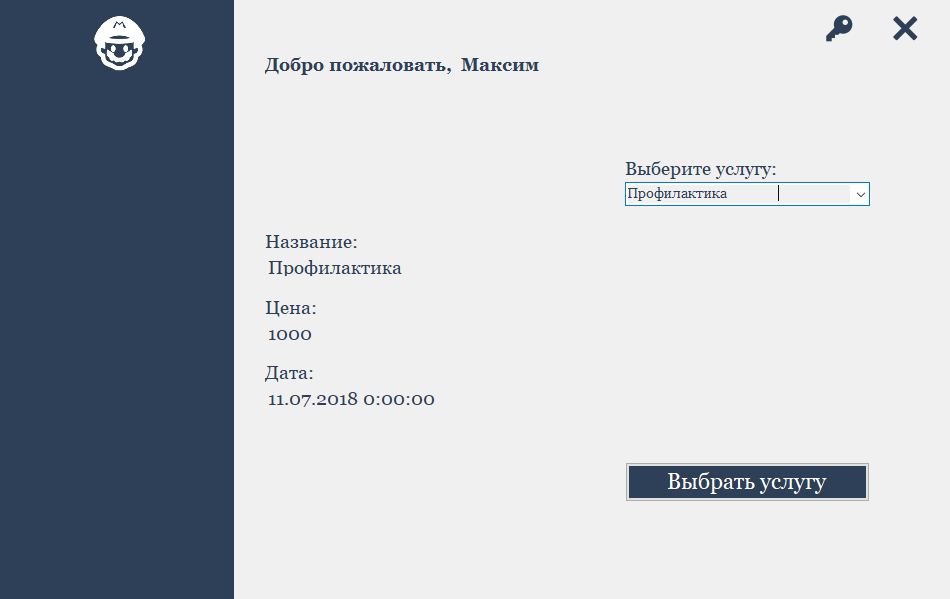 Добро пожаловать, Максим
Выберите услугу:
Профилактика
Название:
Профилактика
Цена:
1000
Дата:
11.07.2018 0:00:00
Выбрать услугу